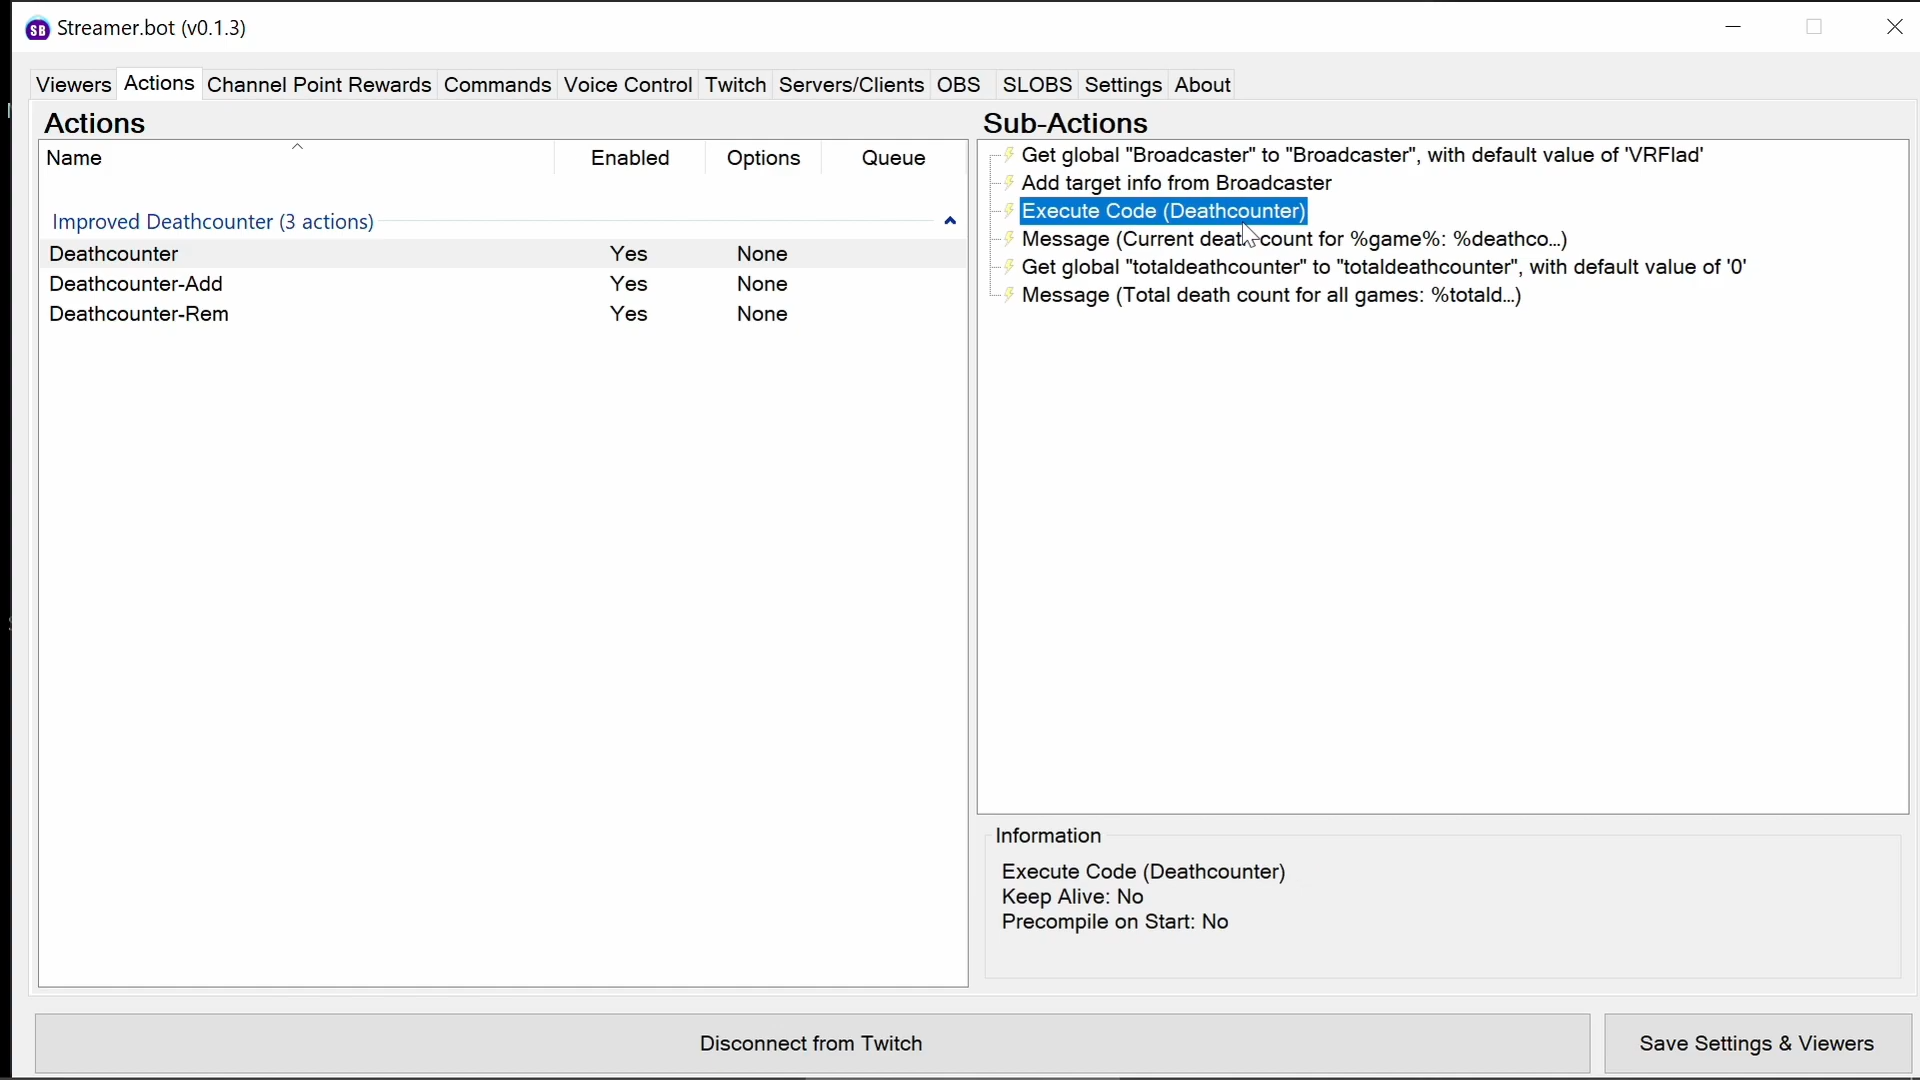 SB Streamer.bot (v0.1.3)
Viewers Actions Channel Point Rewards Commands Voice Control Twitch Servers/Clients OBS SLOBS Settings About
Actions
Name Enabled Options Queue
Improved Deathcounter (3 actions)
Deathcounter Yes None
Deathcounter-Add Yes None
Deathcounter-Rem Yes None
Sub-Actions
Get global "Broadcaster" to "Broadcaster", with default value of 'VRFlad'
Add target info from Broadcaster
Execute Code (Deathcounter)
Message (Current death count for %game%: %deathco...)
Get global "totaldeathcounter" to "totaldeathcounter", with default value of '0'
Message (Total death count for all games: %totald...)
Information
Execute Code (Deathcounter)
Keep Alive: No
Precompile on Start: No
Disconnect from Twitch
Save Settings & Viewers